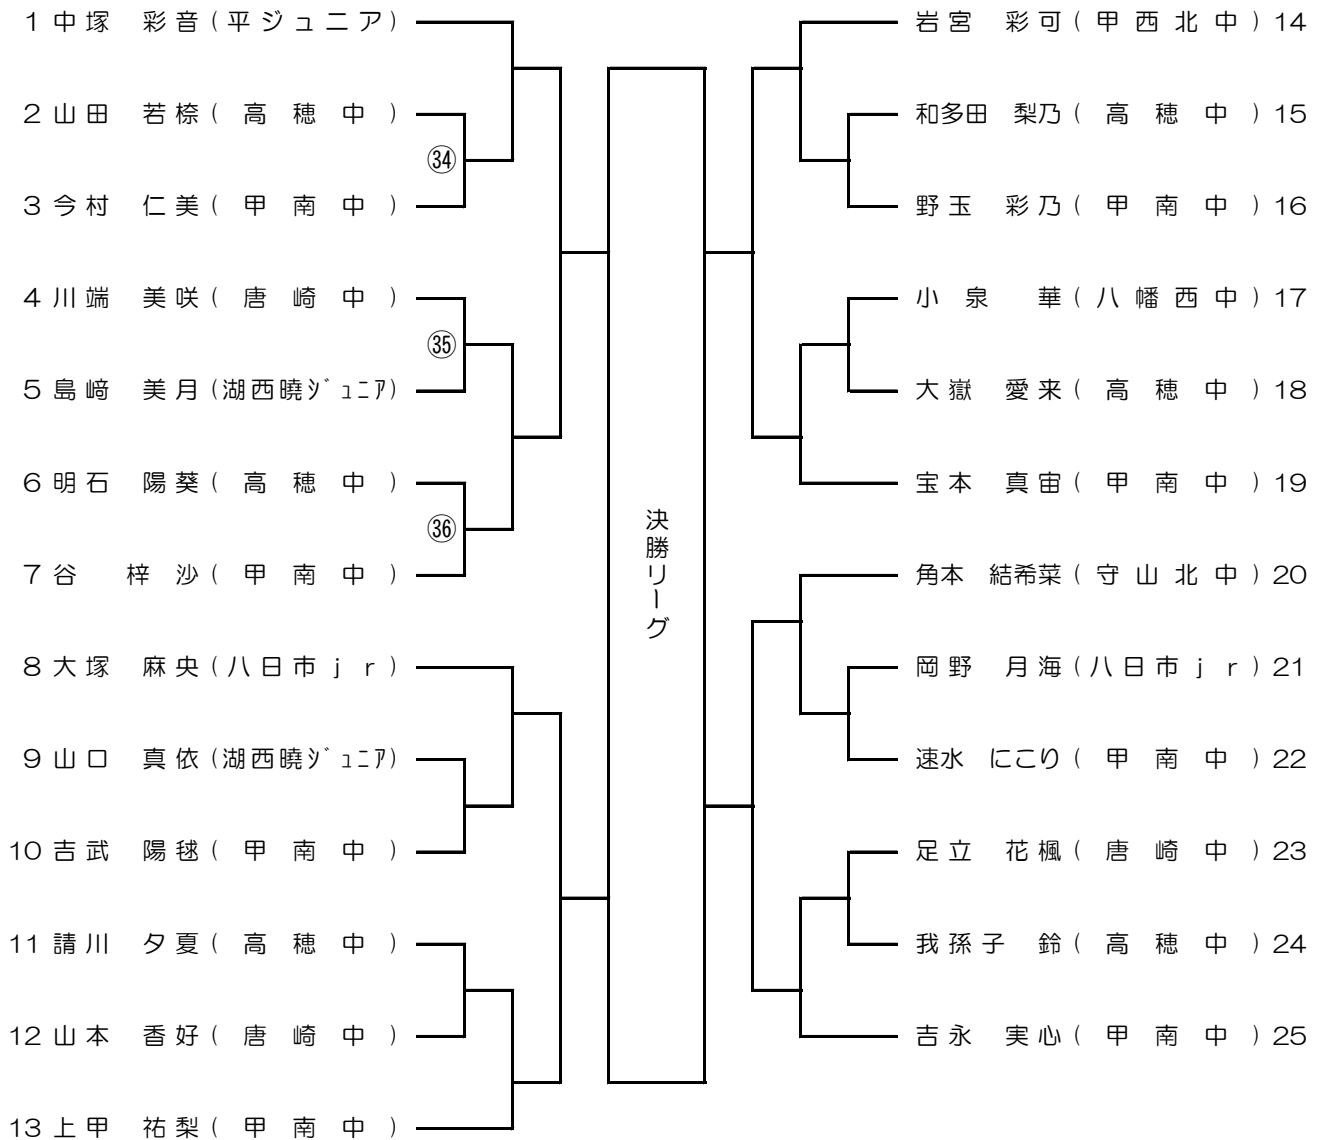 1 中塚 彩音(平ジュニア)
2 山田 若㮈(高穂中)
㉞
3 今村 仁美(甲南中)
4 川端 美咲(唐崎中)
㉟
5 島﨑 美月(湖西曉ｼﾞｭﾆｱ)
6 明石 陽葵(高穂中)
㊱
7 谷 梓沙(甲南中)
8 大塚 麻央(八日市ｊｒ)
9 山口 真依(湖西曉ｼﾞｭﾆｱ)
10 吉武 陽毬(甲南中)
11 請川 夕夏(高穂中)
12 山本 香好(唐崎中)
13 上甲 祐梨(甲南中)
決勝リーグ
岩宮 彩可(甲西北中) 14
和多田 梨乃(高穂中) 15
野玉 彩乃(甲南中) 16
小泉 華(八幡西中) 17
大嶽 愛来(高穂中) 18
宝本 真宙(甲南中) 19
角本 結希菜(守山北中) 20
岡野 月海(八日市ｊｒ) 21
速水 にこり(甲南中) 22
足立 花楓(唐崎中) 23
我孫子 鈴(高穂中) 24
吉永 実心(甲南中) 25